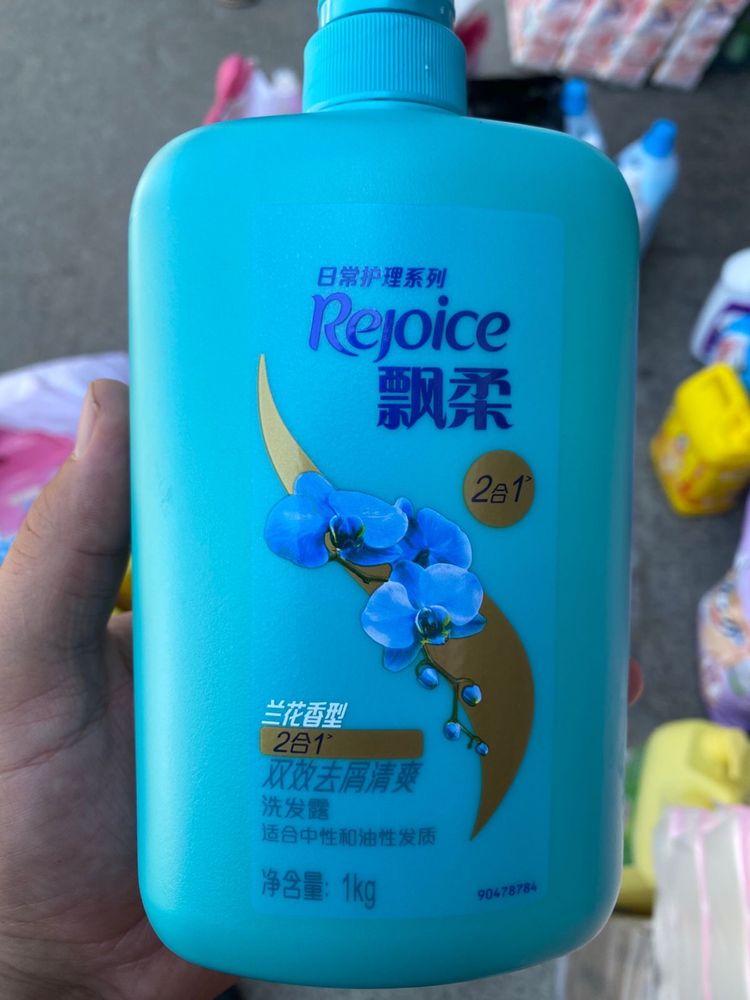 日常护理系列
Rejoice
飘柔
2合1>
兰花香型
2合1>
双效去屑清爽
洗发露
适合中性和油性发质
净含量: 1kg
90478784